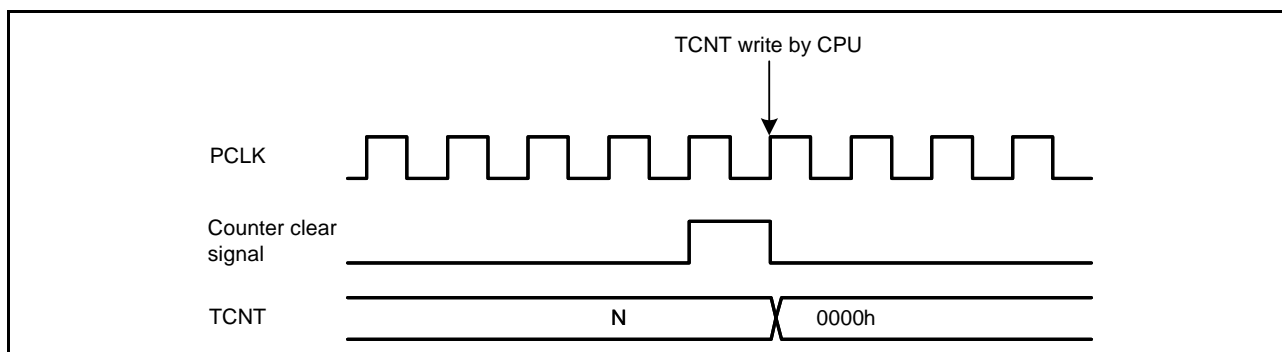 TCNT write by CPU
PCLK
Counter clear
signal
TCNT
N
0000h